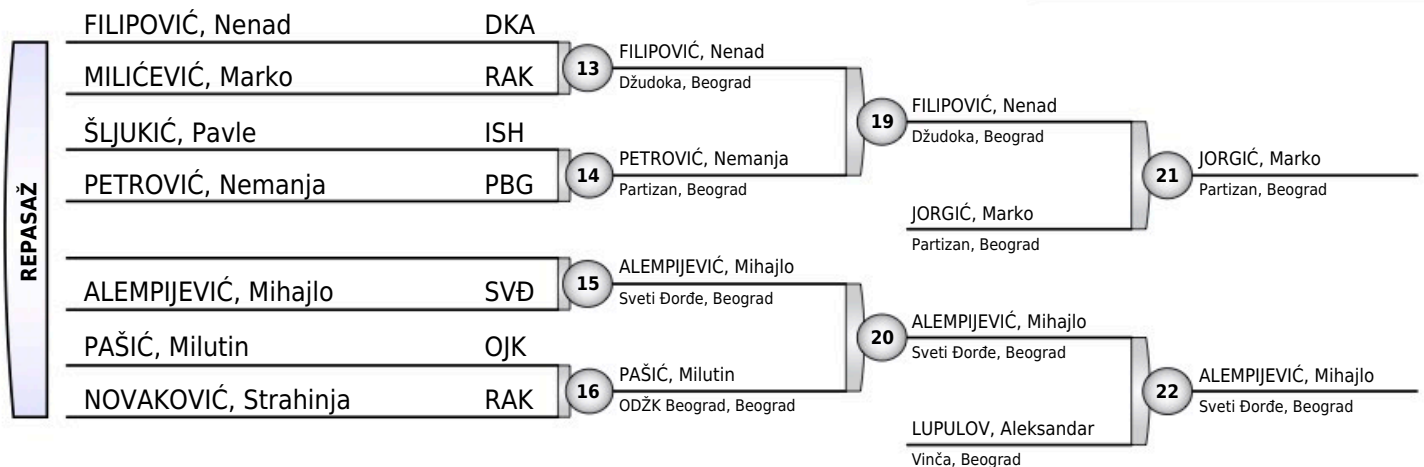 REPASAŽ
FILIPOVIĆ, Nenad DKA
MILIĆEVIĆ, Marko RAK
ŠLJUKIĆ, Pavle ISH
PETROVIĆ, Nemanja PBG
ALEMPIJEVIĆ, Mihajlo SVĐ
PAŠIĆ, Milutin OJK
NOVAKOVIĆ, Strahinja RAK
13
FILIPOVIĆ, Nenad
Džudoka, Beograd
14
PETROVIĆ, Nemanja
Partizan, Beograd
15
ALEMPIJEVIĆ, Mihajlo
Sveti Đorđe, Beograd
16
PAŠIĆ, Milutin
ODŽK Beograd, Beograd
19
FILIPOVIĆ, Nenad
Džudoka, Beograd
JORGIĆ, Marko
Partizan, Beograd
20
ALEMPIJEVIĆ, Mihajlo
Sveti Đorđe, Beograd
LUPULOV, Aleksandar
Vinča, Beograd
21
JORGIĆ, Marko
Partizan, Beograd
22
ALEMPIJEVIĆ, Mihajlo
Sveti Đorđe, Beograd